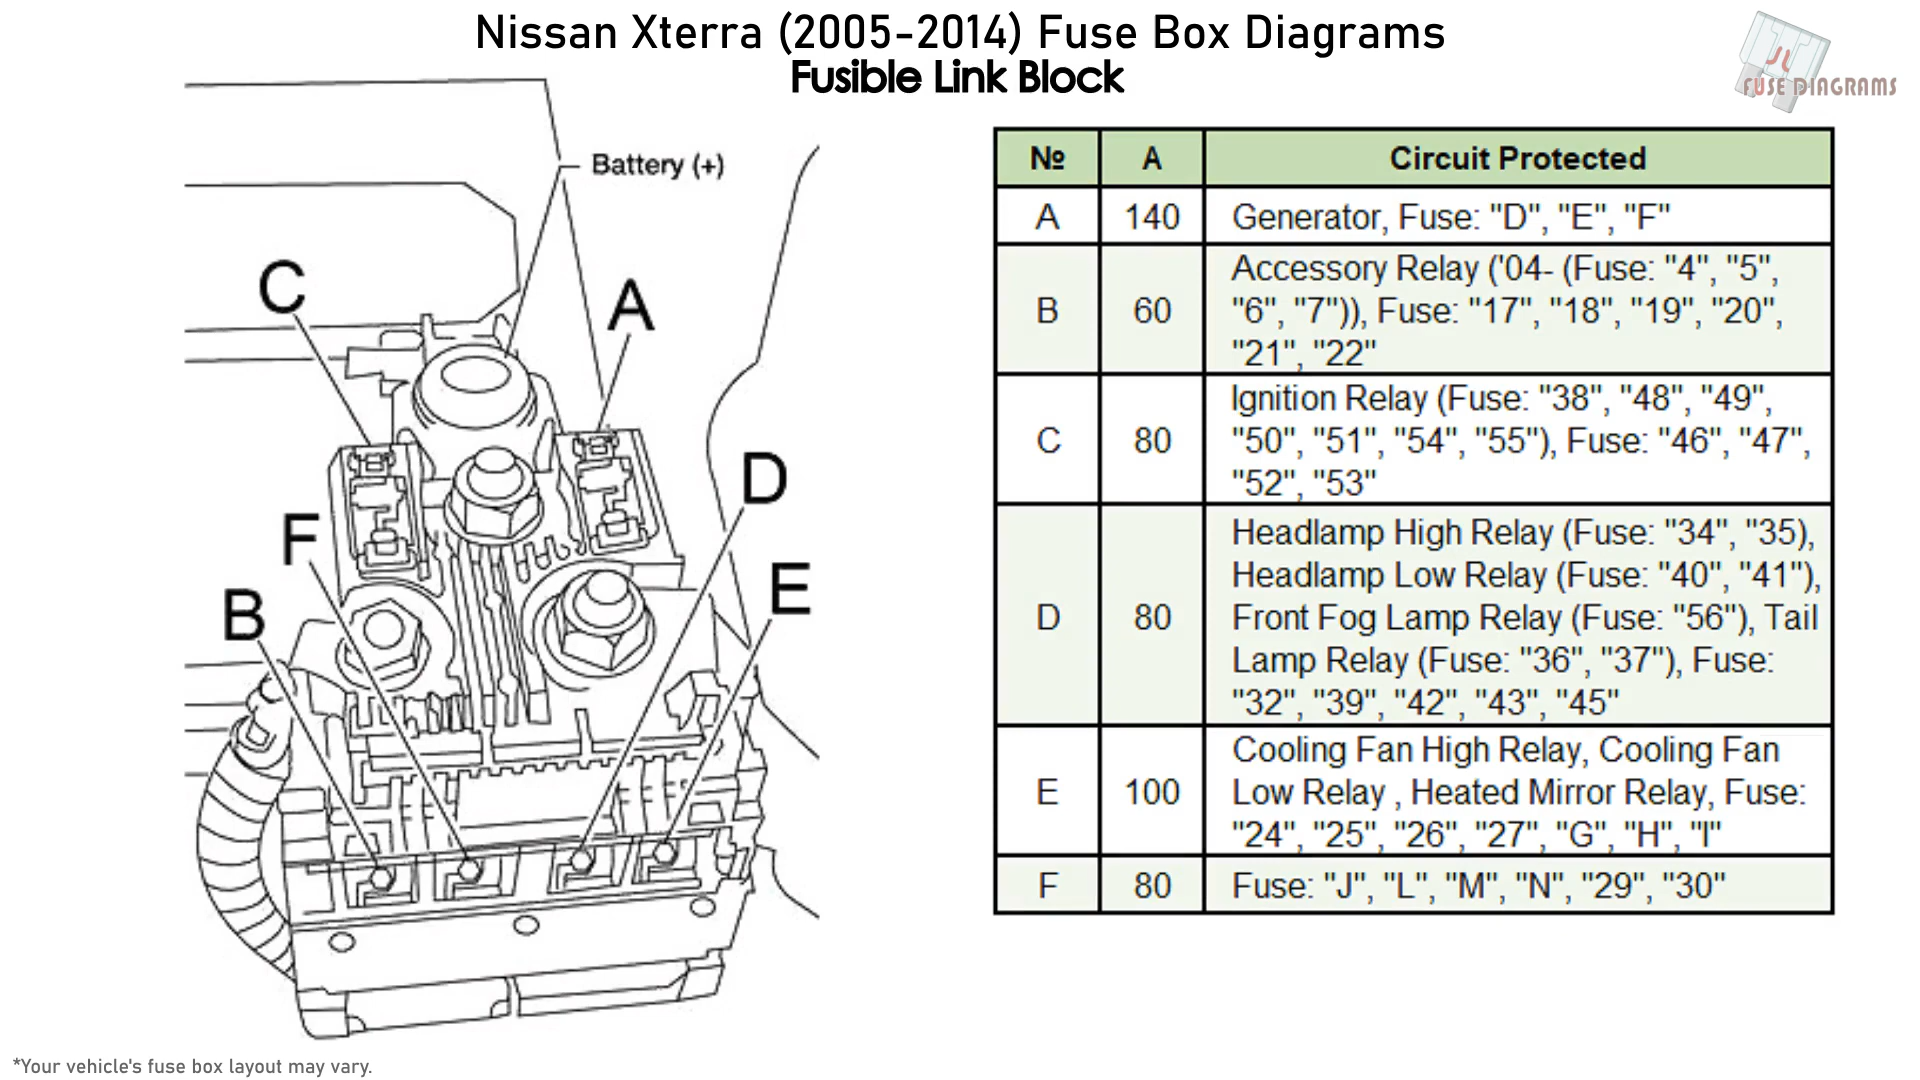 Nissan Xterra (2005-2014) Fuse Box Diagrams
Fusible Link Block
FUSE DIAGRAMS
Battery (+)
C
A
D
F
E
B
№ A Circuit Protected
A 140 Generator, Fuse: "D", "E", "F"
B 60 Accessory Relay ('04- (Fuse: "4", "5",
"6", "7")), Fuse: "17", "18", "19", "20",
"21", "22"
C 80 Ignition Relay (Fuse: "38", "48", "49",
"50", "51", "54", "55"), Fuse: "46", "47",
"52", "53"
D 80 Headlamp High Relay (Fuse: "34", "35),
Headlamp Low Relay (Fuse: "40", "41"),
Front Fog Lamp Relay (Fuse: "56"), Tail
Lamp Relay (Fuse: "36", "37"), Fuse:
"32", "39", "42", "43", "45"
E 100 Cooling Fan High Relay, Cooling Fan
Low Relay , Heated Mirror Relay, Fuse:
"24", "25", "26", "27", "G", "H", "I"
F 80 Fuse: "J", "L", "M", "N", "29", "30"
*Your vehicle's fuse box layout may vary.